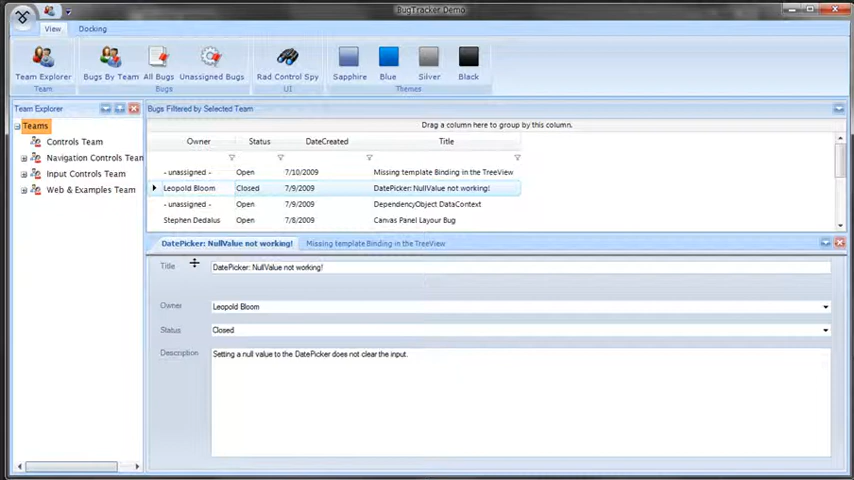 BugTracker Demo
View Docking
Team Explorer Bugs By Team All Bugs Unassigned Bugs Rad Control Spy Sapphire Blue Silver Black
Team Bugs UI Themes
Team Explorer
Teams
Controls Team
Navigation Controls Team
Input Controls Team
Web & Examples Team
Bugs Filtered by Selected Team
Drag a column here to group by this column.
Owner Status DateCreated Title
- unassigned - Open 7/10/2009 Missing template Binding in the TreeView
Leopold Bloom Closed 7/9/2009 DatePicker: NullValue not working!
- unassigned - Open 7/9/2009 DependencyObject DataContext
Stephen Dedalus Open 7/8/2009 Canvas Panel Layour Bug
DatePicker: NullValue not working! Missing template Binding in the TreeView
Title DatePicker: NullValue not working!
Owner Leopold Bloom
Status Closed
Description Setting a null value to the DatePicker does not clear the input.